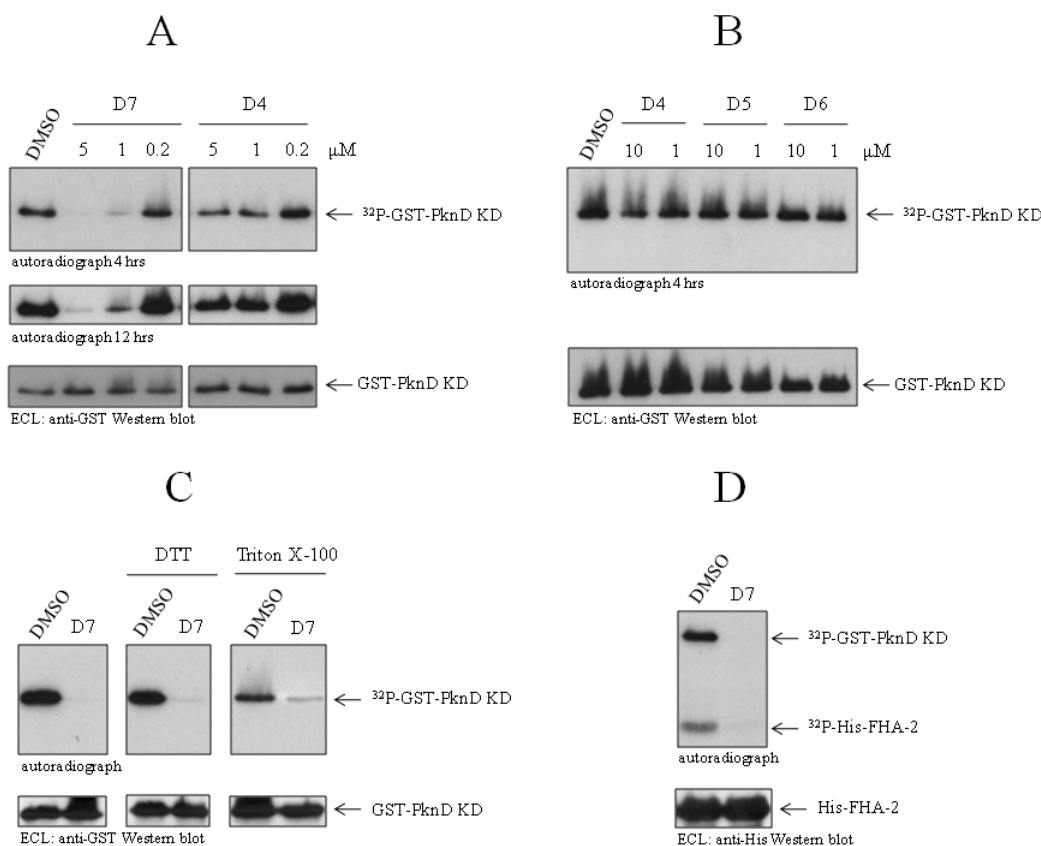 A
DMSO
D7
D4
5 1 0.2 5 1 0.2 µM
³²P-GST-PknD KD
autoradiograph 4 hrs
autoradiograph 12 hrs
GST-PknD KD
ECL: anti-GST Western blot
B
DMSO
D4 D5 D6
10 1 10 1 10 1 µM
³²P-GST-PknD KD
autoradiograph 4 hrs
GST-PknD KD
ECL: anti-GST Western blot
C
DTT Triton X-100
DMSO D7 DMSO D7 DMSO D7
³²P-GST-PknD KD
autoradiograph
GST-PknD KD
ECL: anti-GST Western blot
D
DMSO D7
³²P-GST-PknD KD
³²P-His-FHA-2
autoradiograph
His-FHA-2
ECL: anti-His Western blot